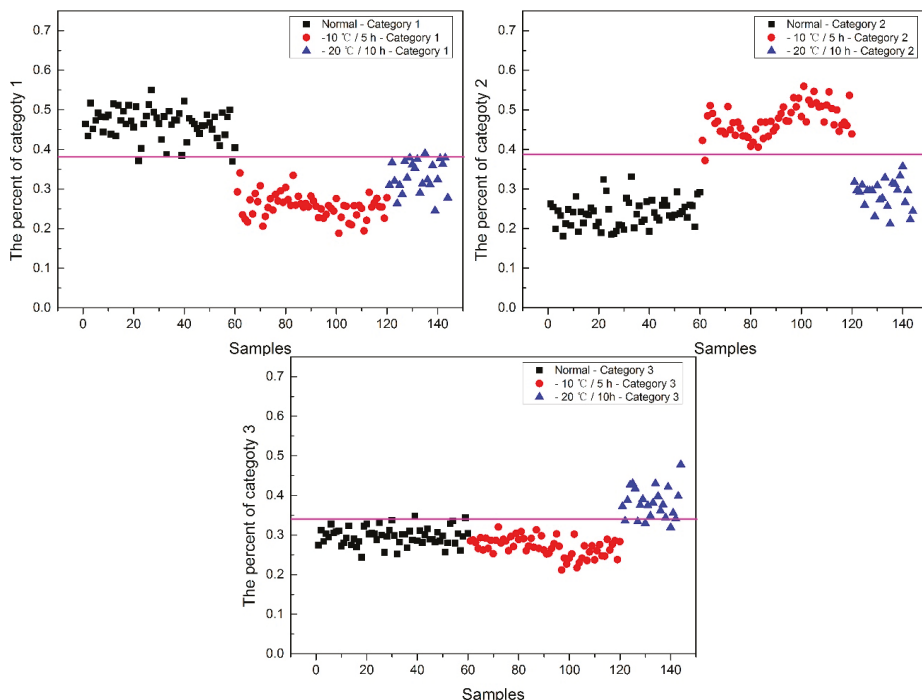 Normal - Category 1
- 10 ℃ / 5 h - Category 1
- 20 ℃ / 10 h - Category 1
The percent of categoty 1
0.7
0.6
0.5
0.4
0.3
0.2
0.1
0.0
0 20 40 60 80 100 120 140
Samples
Normal - Category 2
- 10 ℃ / 5 h - Category 2
- 20 ℃ / 10 h - Category 2
The percent of categoty 2
0.7
0.6
0.5
0.4
0.3
0.2
0.1
0.0
0 20 40 60 80 100 120 140
Samples
Normal - Category 3
- 10 ℃ / 5 h - Category 3
- 20 ℃ / 10h - Category 3
The percent of categoty 3
0.7
0.6
0.5
0.4
0.3
0.2
0.1
0.0
0 20 40 60 80 100 120 140
Samples